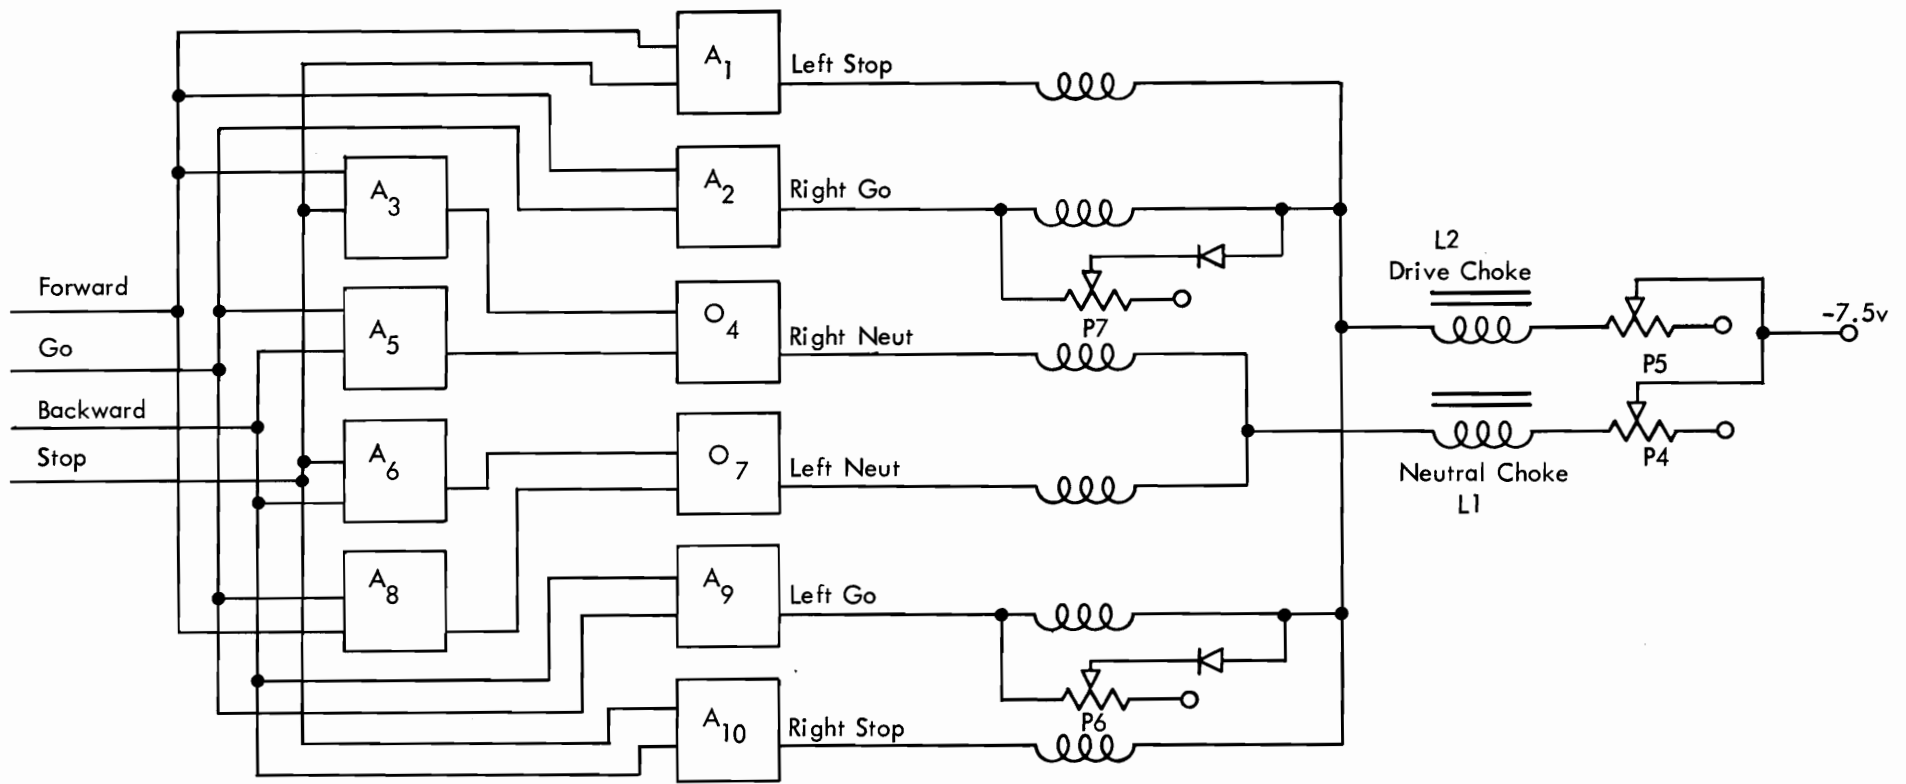 A1
Left Stop
A2
Right Go
A3
L2
Drive Choke
Forward
A5
O4
P7
-7.5v
Go
Right Neut
P5
Backward
Stop
A6
O7
Left Neut
P4
Neutral Choke
L1
A8
A9
Left Go
A10
Right Stop
P6